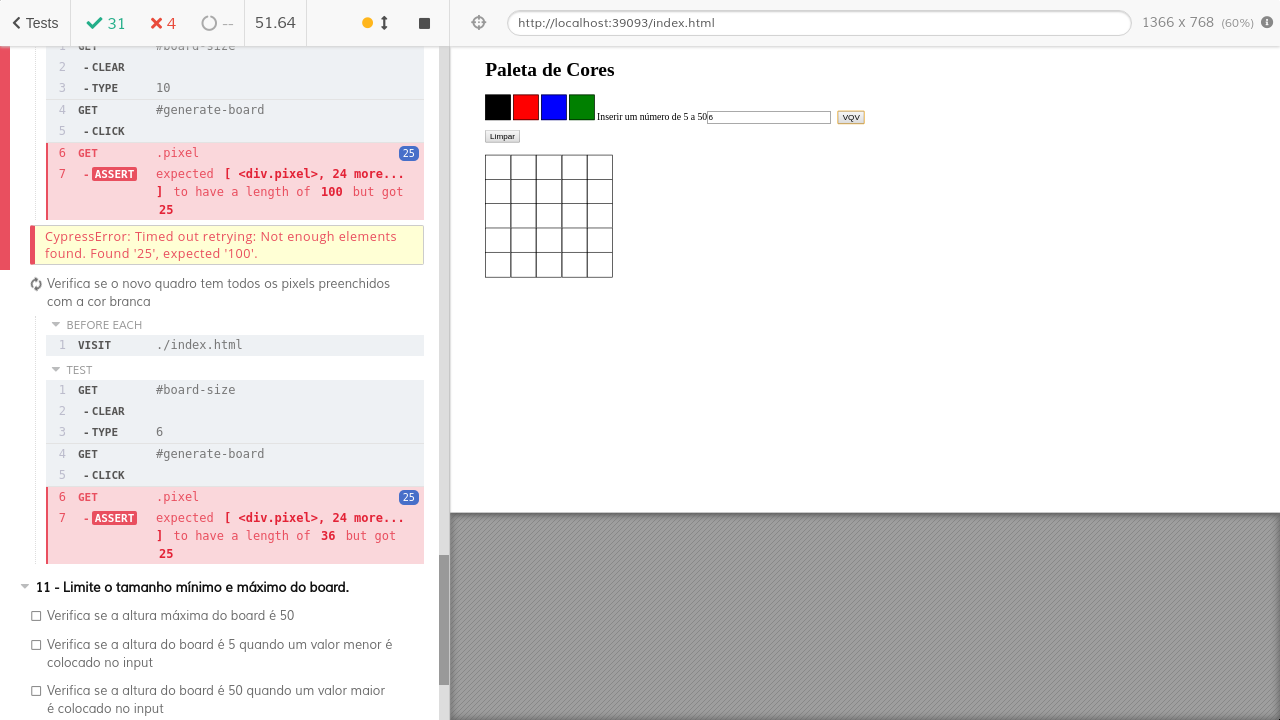 Tests
31
4
--
51.64
http://localhost:39093/index.html
1366 x 768 (60%)
1 GET #board-size
2 - CLEAR
3 - TYPE 10
4 GET #generate-board
5 - CLICK
6 GET .pixel 25
7 - ASSERT expected [ <div.pixel>, 24 more...
] to have a length of 100 but got
25
CypressError: Timed out retrying: Not enough elements
found. Found '25', expected '100'.
Verifica se o novo quadro tem todos os pixels preenchidos
com a cor branca
BEFORE EACH
1 VISIT ./index.html
TEST
1 GET #board-size
2 - CLEAR
3 - TYPE 6
4 GET #generate-board
5 - CLICK
6 GET .pixel 25
7 - ASSERT expected [ <div.pixel>, 24 more...
] to have a length of 36 but got
25
11 - Limite o tamanho mínimo e máximo do board.
Verifica se a altura máxima do board é 50
Verifica se a altura do board é 5 quando um valor menor é
colocado no input
Verifica se a altura do board é 50 quando um valor maior
é colocado no input
Paleta de Cores
Inserir um número de 5 a 50 6 VQV
Limpar